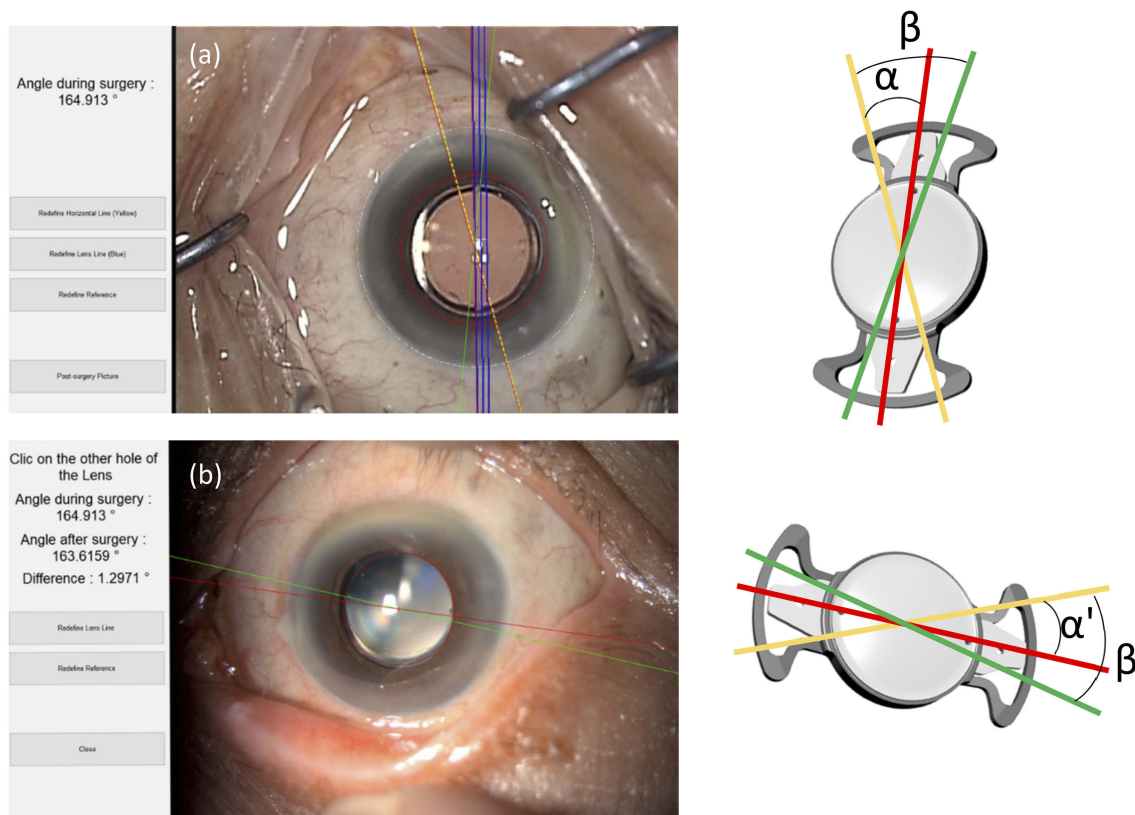 (a)
Angle during surgery :
164.913 °
Redefine Horizontal Line (Yellow)
Redefine Lens Line (Blue)
Redefine Reference
Post-surgery Picture
β
α
(b)
Clic on the other hole of
the Lens
Angle during surgery :
164.913 °
Angle after surgery :
163.6159 °
Difference : 1.2971 °
Redefine Lens Line
Redefine Reference
Close
α'
β